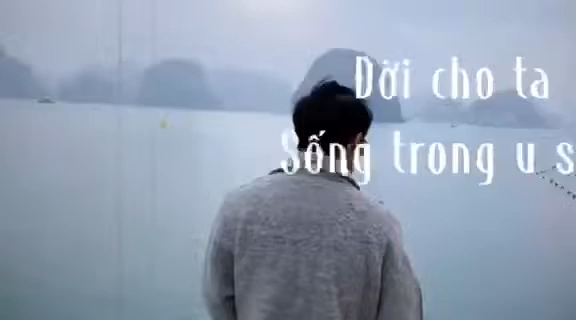 Đời cho ta
Sống trong u s